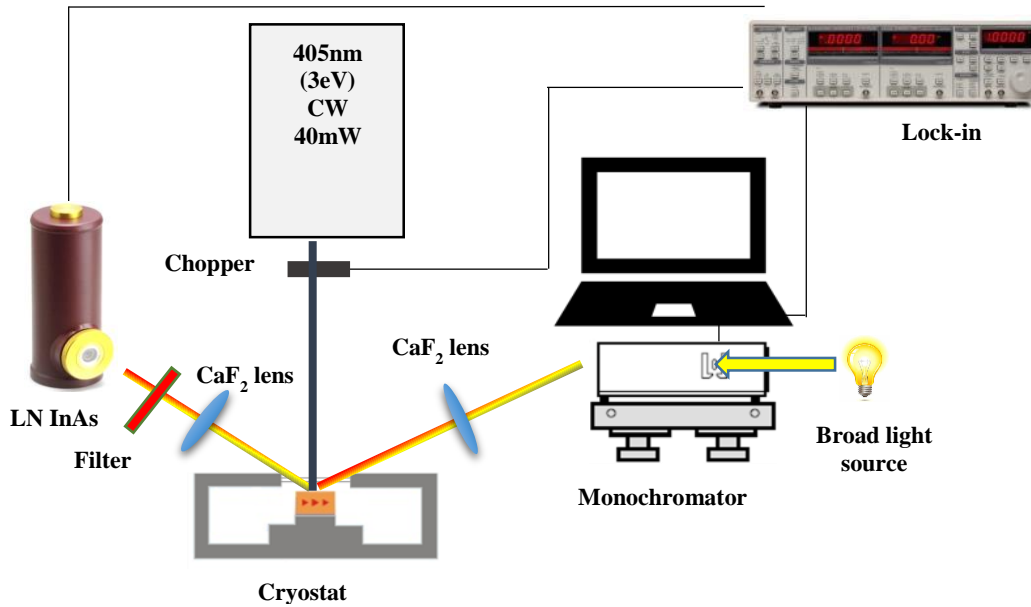 405nm
(3eV)
CW
40mW
Lock-in
Chopper
CaF2 lens
CaF2 lens
LN InAs
Filter
Broad light
source
Monochromator
Cryostat